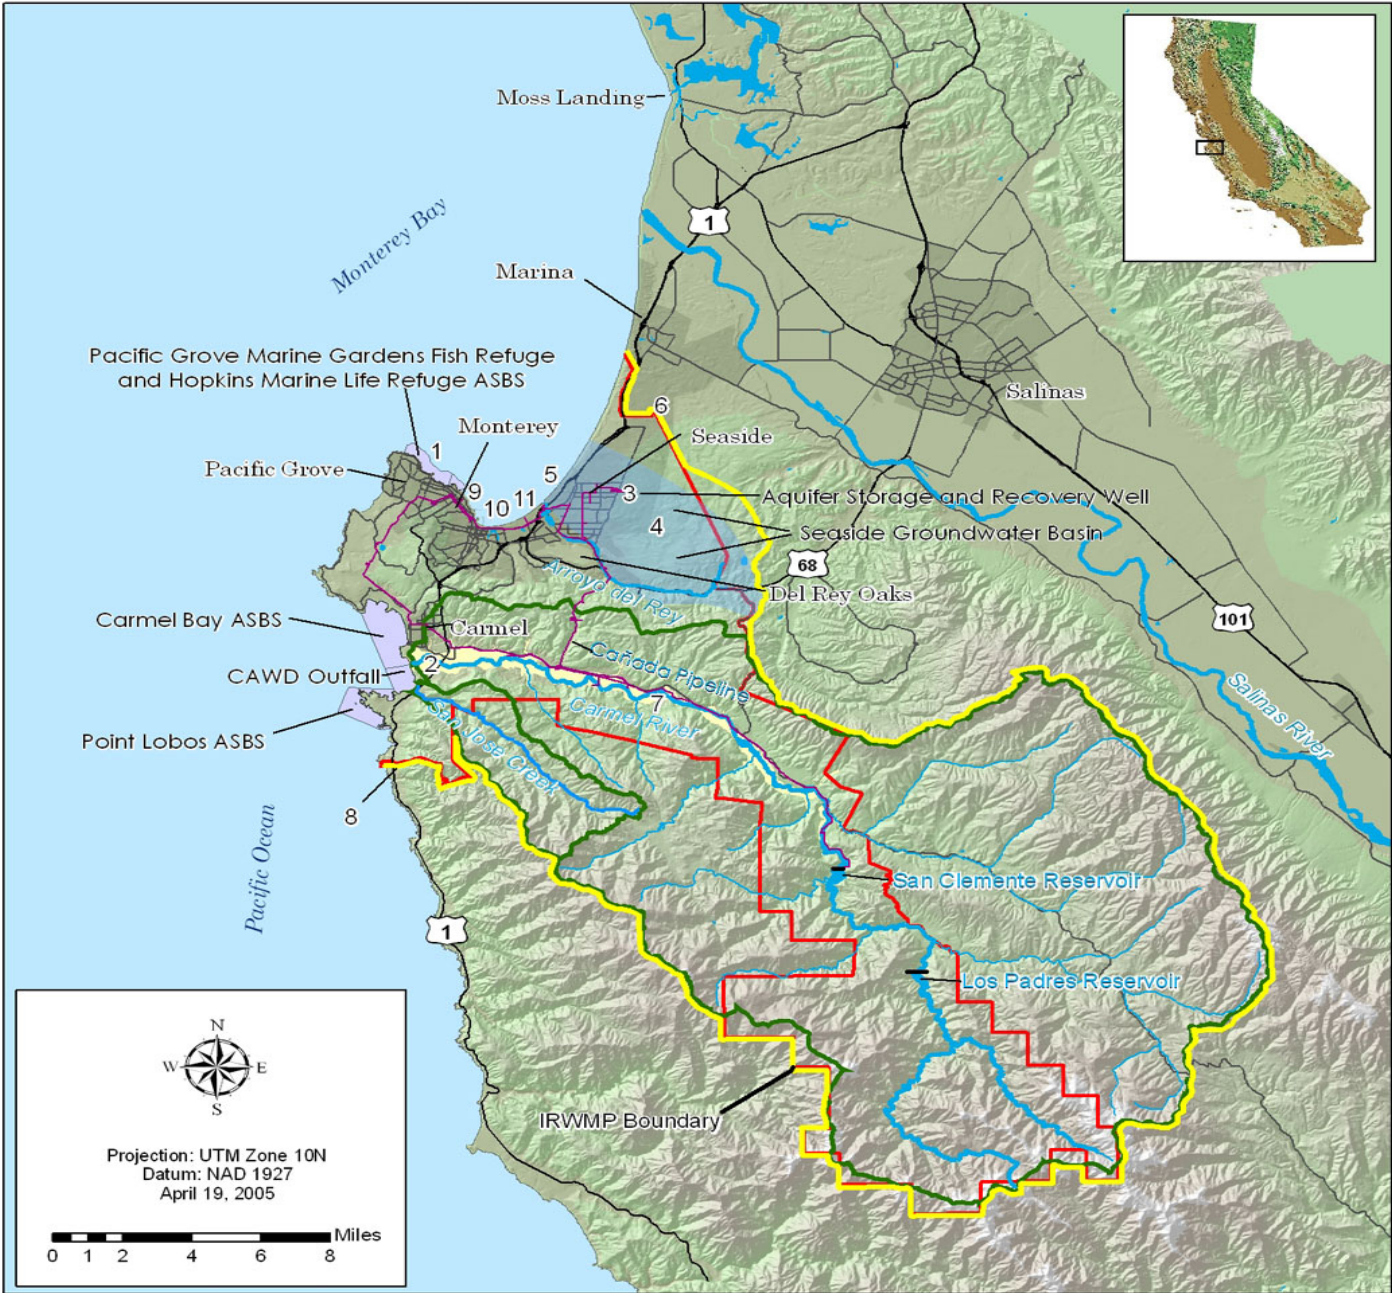 Moss Landing
1
Monterey Bay
Marina
Pacific Grove Marine Gardens Fish Refuge
and Hopkins Marine Life Refuge ASBS
Salinas
6
1
Monterey
Seaside
Pacific Grove
5
9
3
Aquifer Storage and Recovery Well
10
11
4
Seaside Groundwater Basin
68
Arroyo del Rey
Del Rey Oaks
Carmel Bay ASBS
Carmel
101
Cañada Pipeline
2
CAWD Outfall
7
Carmel River
Salinas River
San Jose Creek
Point Lobos ASBS
8
Pacific Ocean
San Clemente Reservoir
1
Los Padres Reservoir
IRWMP Boundary
N
W
E
S
Projection: UTM Zone 10N
Datum: NAD 1927
April 19, 2005
Miles
0 1 2 4 6 8